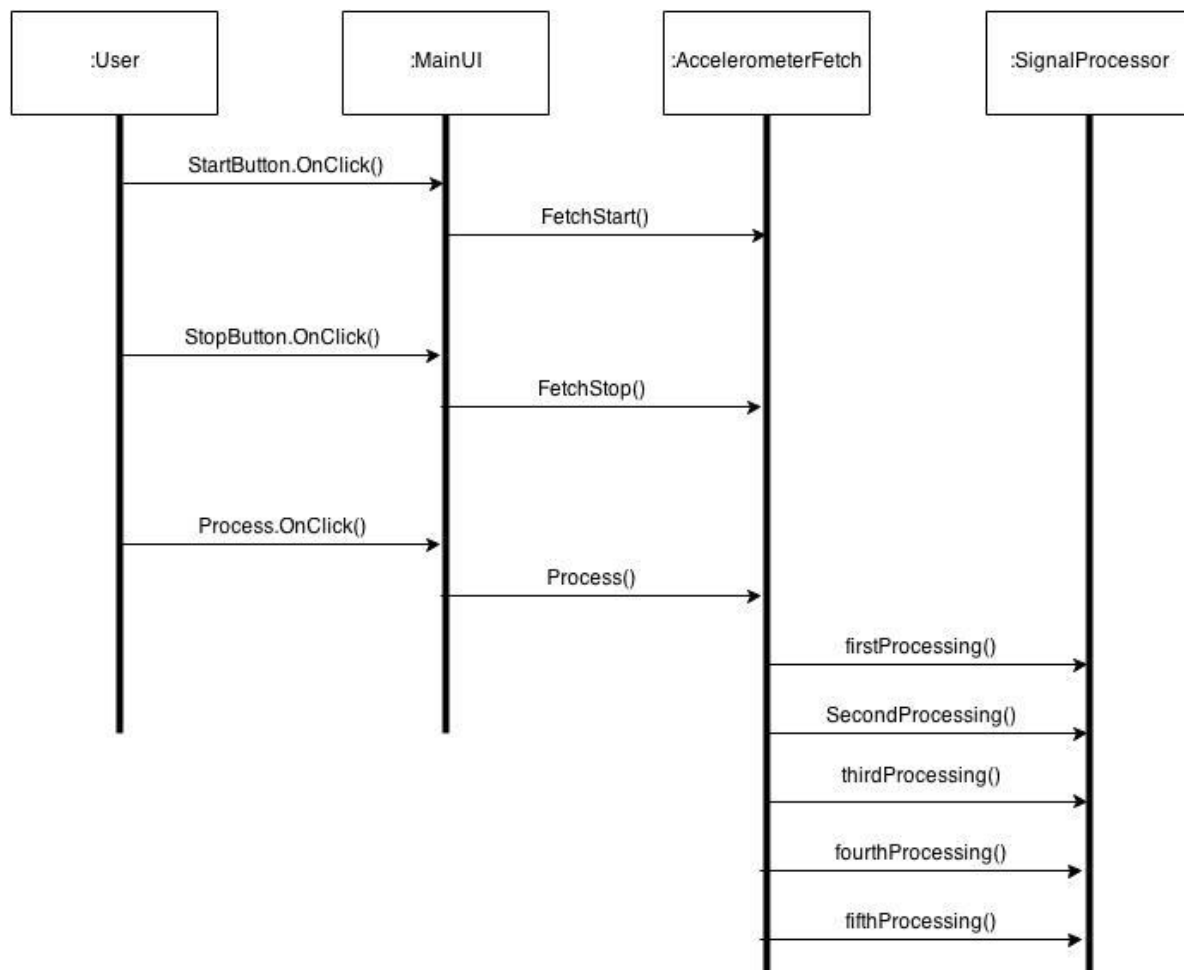 :User
:MainUI
:AccelerometerFetch
:SignalProcessor
StartButton.OnClick()
FetchStart()
StopButton.OnClick()
FetchStop()
Process.OnClick()
Process()
firstProcessing()
SecondProcessing()
thirdProcessing()
fourthProcessing()
fifthProcessing()